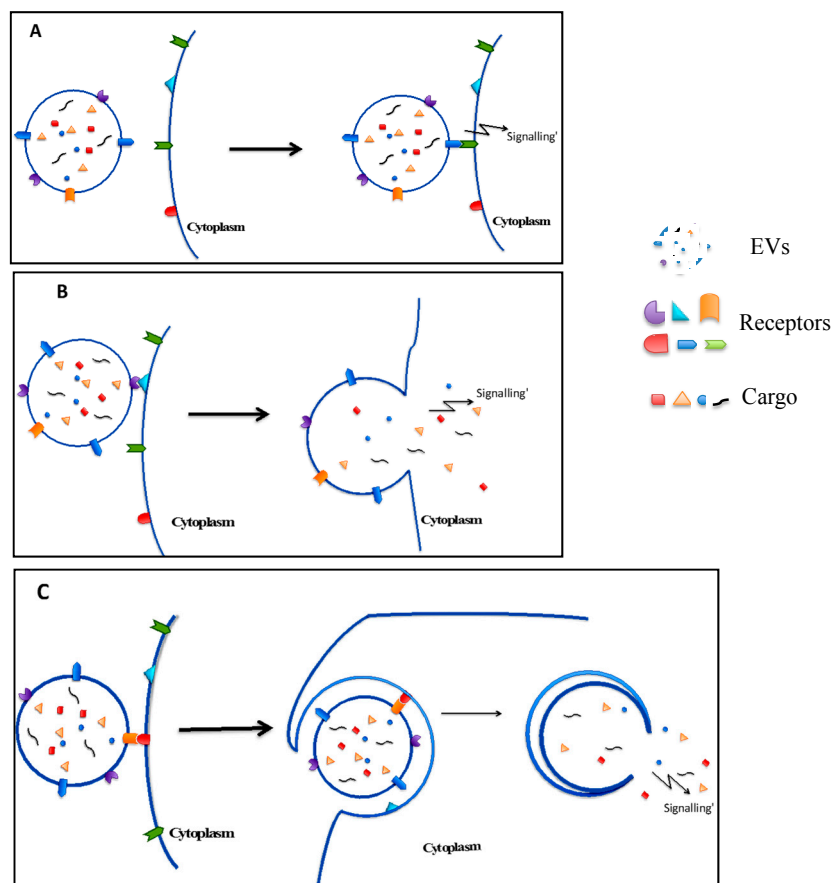 A
Signalling'
Cytoplasm
Cytoplasm
EVs
Receptors
Cargo
B
Signalling'
Cytoplasm
Cytoplasm
C
Signalling'
Cytoplasm
Cytoplasm